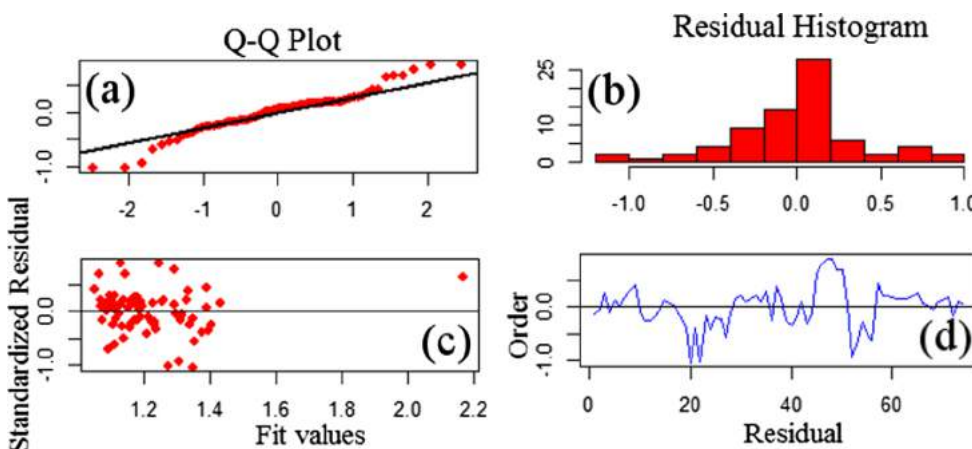 Q-Q Plot
(a)
0.0
-1.0
-2 -1 0 1 2
Residual Histogram
(b)
25
10
0
-1.0 -0.5 0.0 0.5 1.0
Standardized Residual
(c)
0.0
-1.0
1.2 1.4 1.6 1.8 2.0 2.2
Fit values
Order
(d)
0.0
-1.0
0 20 40 60
Residual